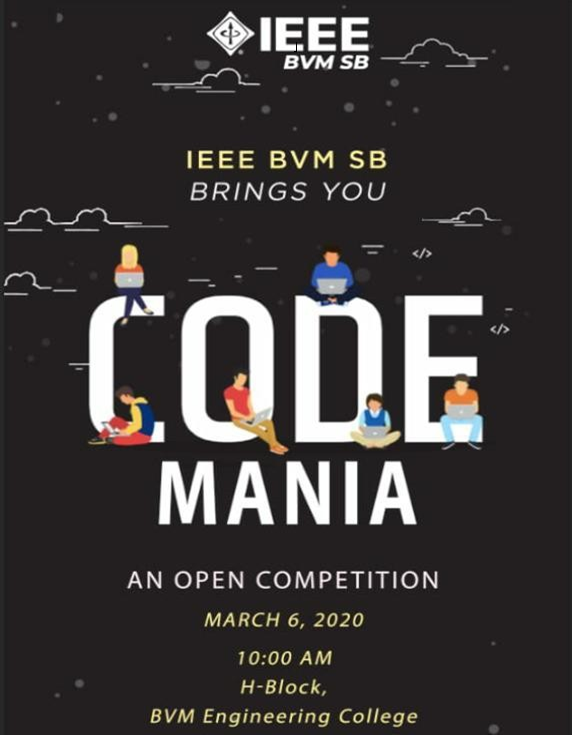 IEEE
BVM SB
IEEE BVM SB
BRINGS YOU
</>
CODE
</>
MANIA
AN OPEN COMPETITION
MARCH 6, 2020
10:00 AM
H-Block,
BVM Engineering College